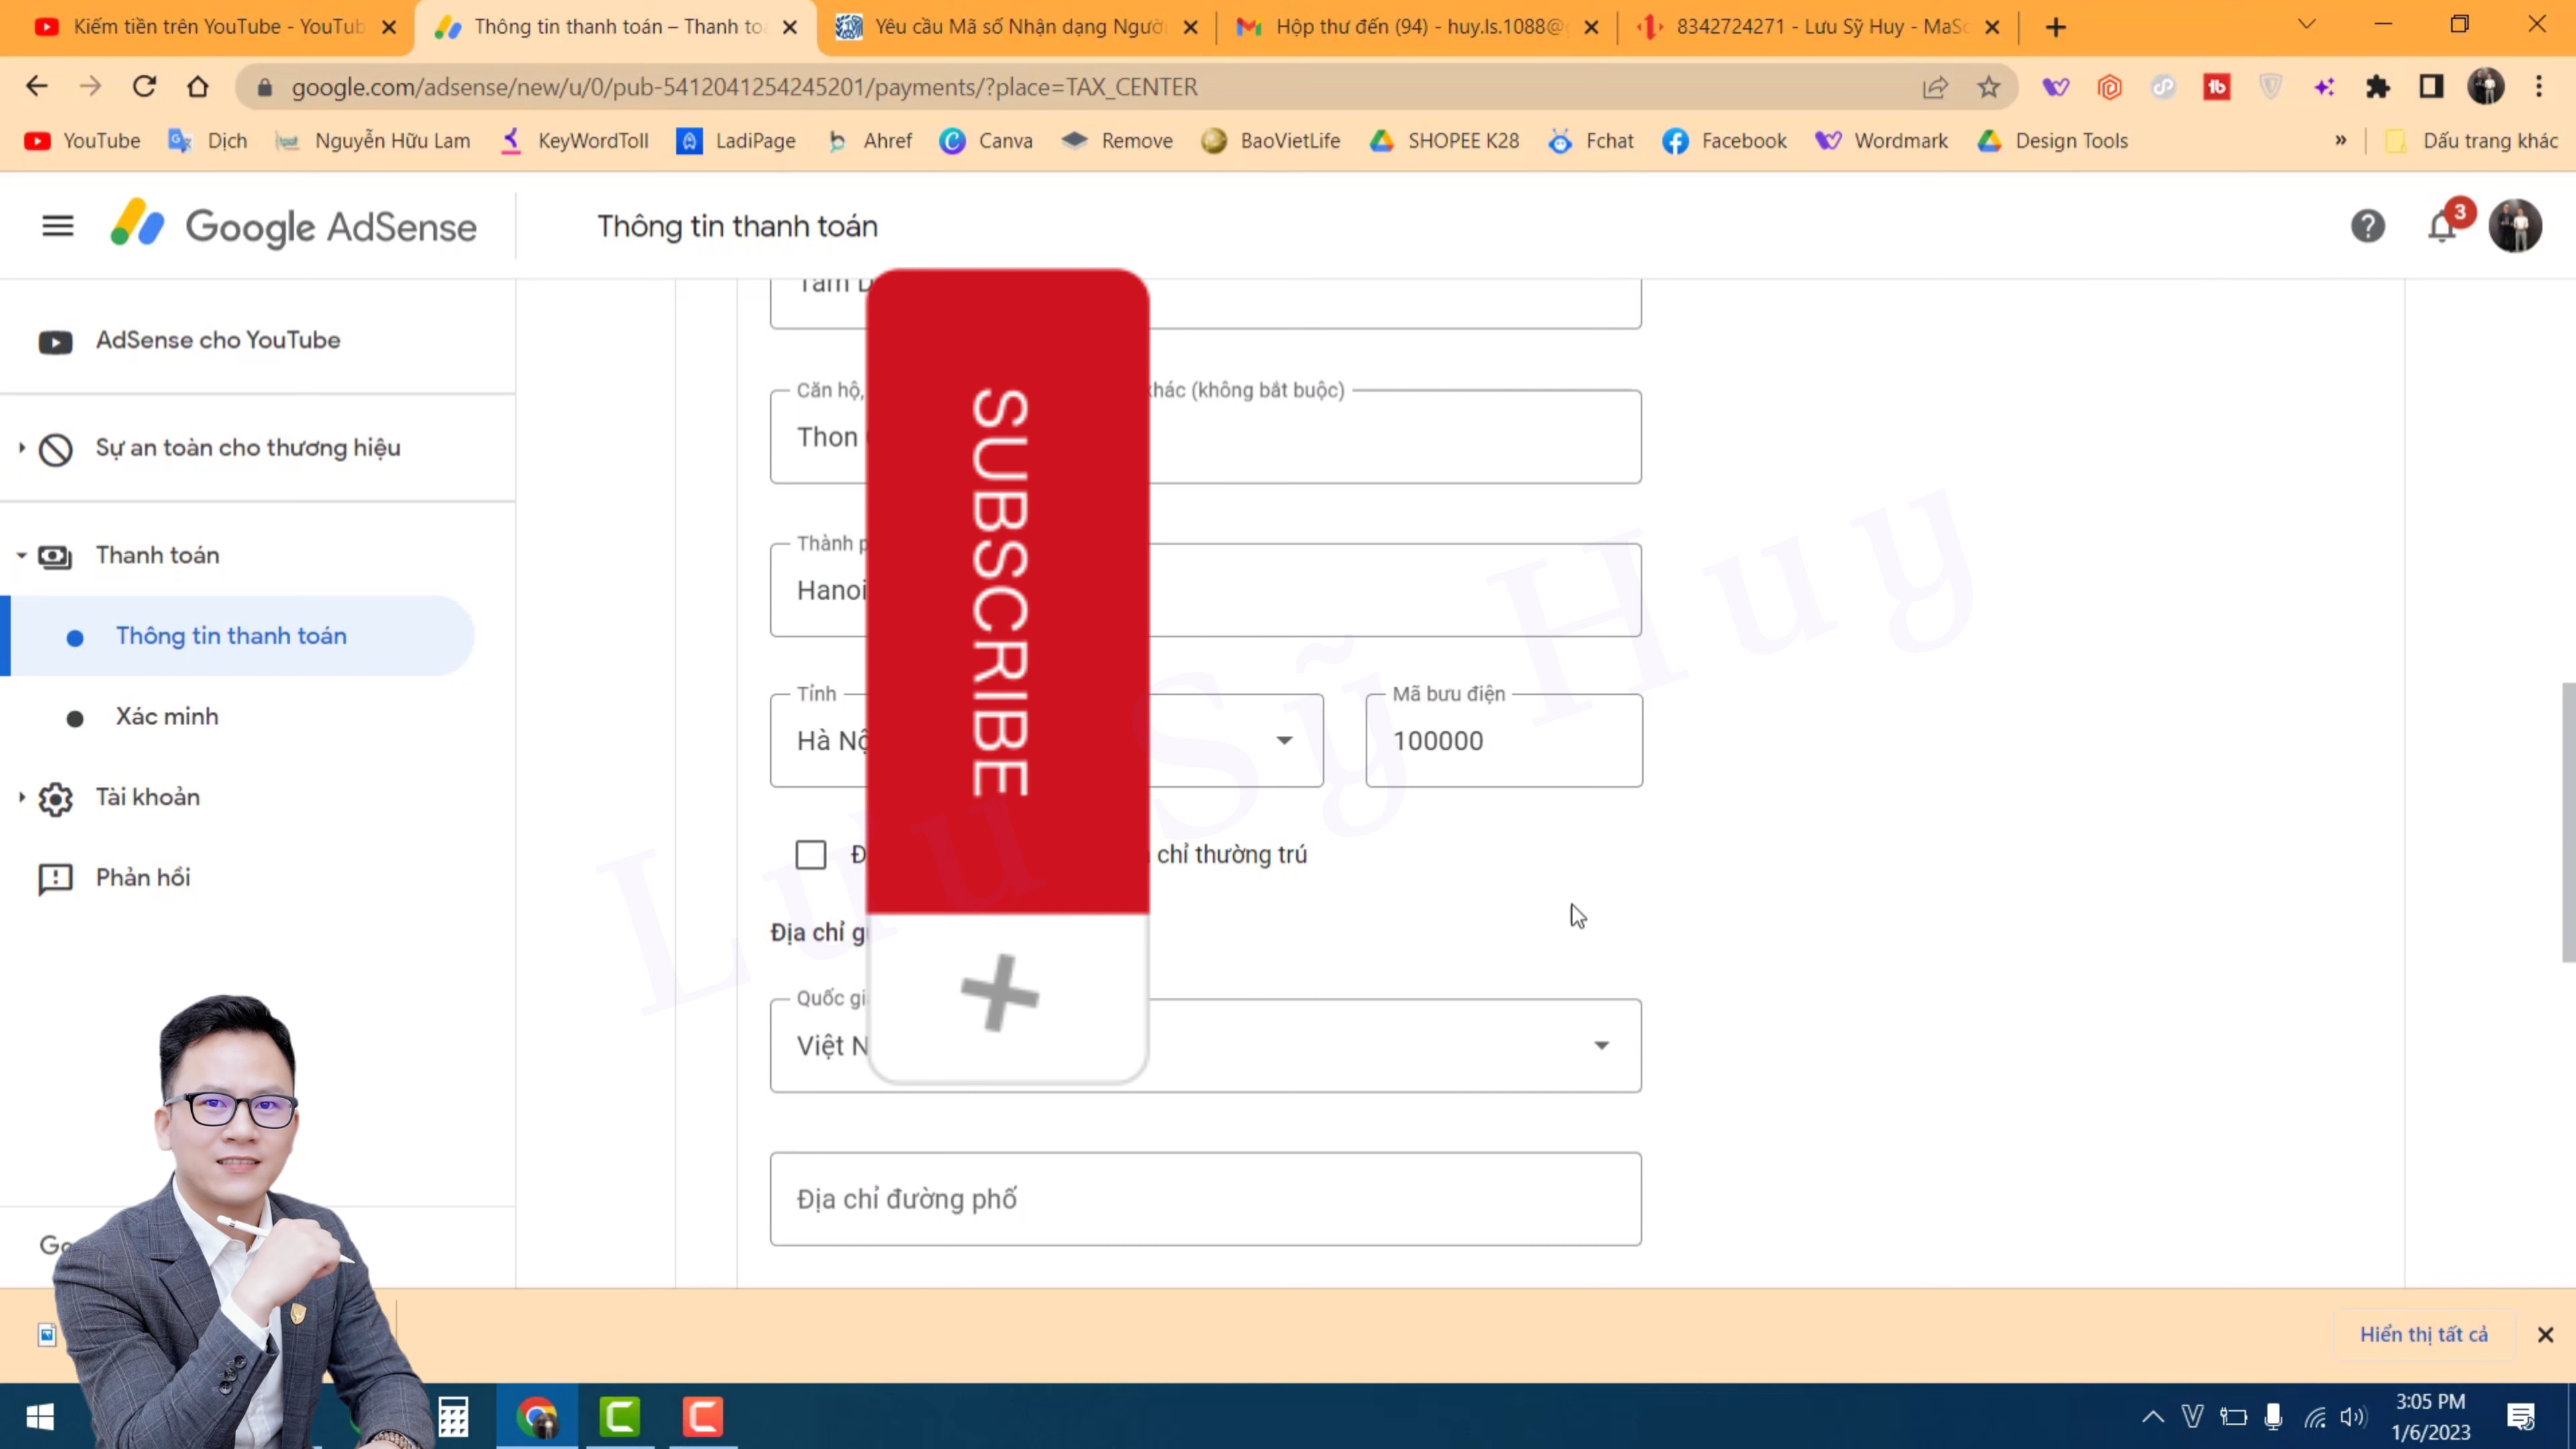 Kiếm tiền trên YouTube - YouTub
Thông tin thanh toán – Thanh to
Yêu cầu Mã số Nhận dạng Người
Hộp thư đến (94) - huy.ls.1088@
8342724271 - Lưu Sỹ Huy - MaSo
google.com/adsense/new/u/0/pub-5412041254245201/payments/?place=TAX_CENTER
YouTube
Dịch
Nguyễn Hữu Lam
KeyWordToll
LadiPage
Ahref
Canva
Remove
BaoVietLife
SHOPEE K28
Fchat
Facebook
Wordmark
Design Tools
»
Dấu trang khác
Google AdSense
Thông tin thanh toán
3
AdSense cho YouTube
Sự an toàn cho thương hiệu
Thanh toán
Thông tin thanh toán
Xác minh
Tài khoản
Phản hồi
Căn hộ,
khác (không bắt buộc)
Thon
Thành p
Hanoi
Tỉnh
Hà Nộ
Mã bưu điện
100000
Đ
chỉ thường trú
Địa chỉ g
Quốc gi
Việt N
Địa chỉ đường phố
SUBSCRIBE
+
Lưu Sỹ Huy
Go
Hiển thị tất cả
3:05 PM
1/6/2023